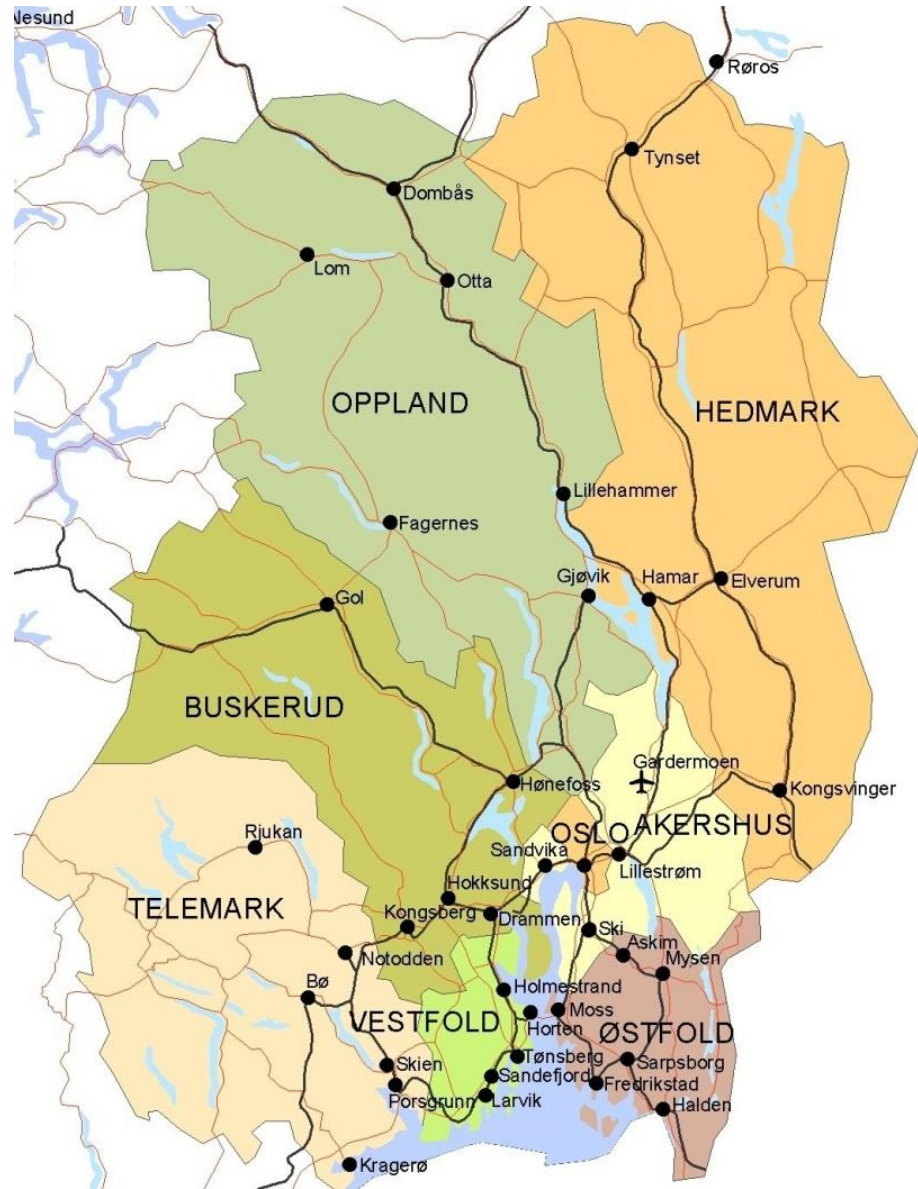 Alesund
Røros
Tynset
Dombås
Lom
Otta
OPPLAND
HEDMARK
Lillehammer
Fagernes
Gjøvik
Hamar
Elverum
Gol
BUSKERUD
Gardermoen
Hønefoss
Kongsvinger
OSLO
AKERSHUS
Rjukan
Sandvika
Lillestrøm
Hokksund
TELEMARK
Kongsberg
Drammen
Ski
Askim
Notodden
Mysen
Bø
Holmestrand
VESTFOLD
Horten
Moss
ØSTFOLD
Skien
Tønsberg
Sarpsborg
Sandefjord
Fredrikstad
Porsgrunn
Larvik
Halden
Kragerø